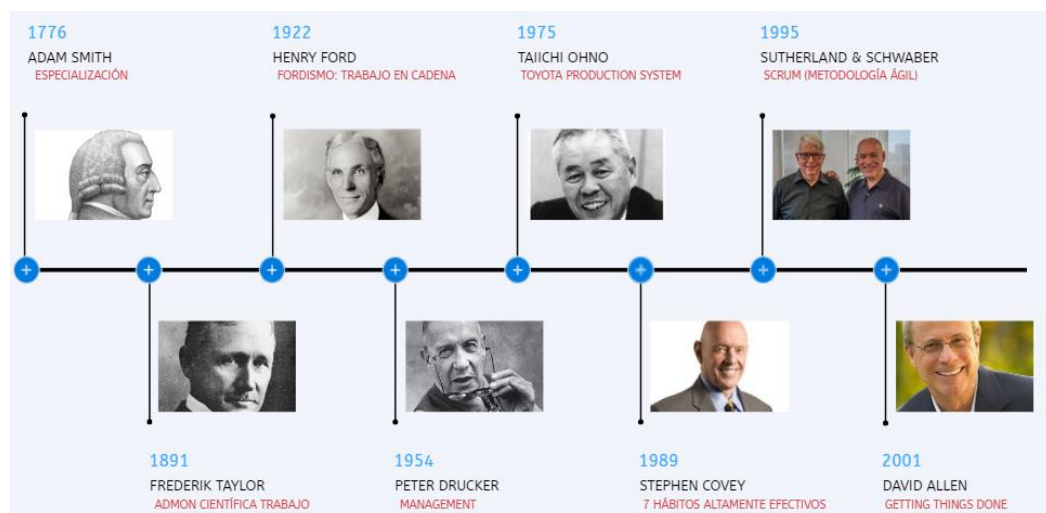 1776
ADAM SMITH
ESPECIALIZACIÓN
1922
HENRY FORD
FORDISMO: TRABAJO EN CADENA
1975
TAIICHI OHNO
TOYOTA PRODUCTION SYSTEM
1995
SUTHERLAND & SCHWABER
SCRUM (METODOLOGÍA ÁGIL)
1891
FREDERIK TAYLOR
ADMON CIENTÍFICA TRABAJO
1954
PETER DRUCKER
MANAGEMENT
1989
STEPHEN COVEY
7 HÁBITOS ALTAMENTE EFECTIVOS
2001
DAVID ALLEN
GETTING THINGS DONE